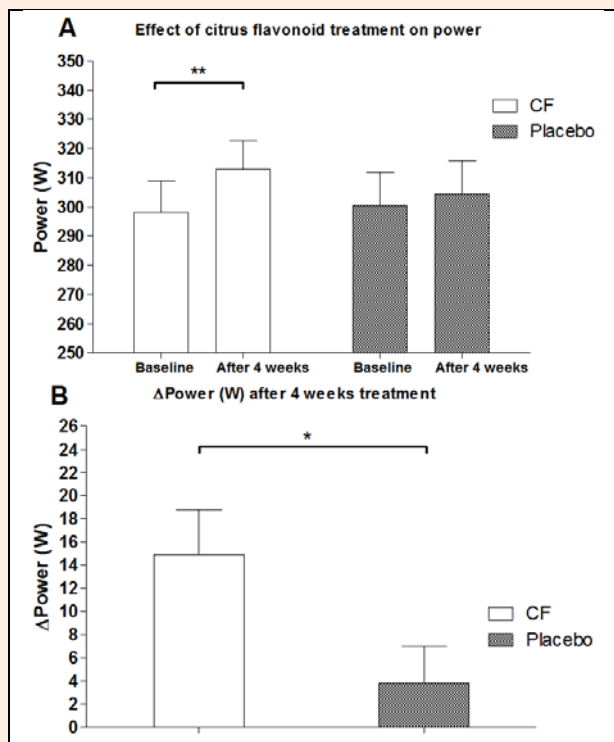 A
Effect of citrus flavonoid treatment on power
350
340
330
320
310
300
290
280
270
260
250
Power (W)
**
CF
Placebo
Baseline After 4 weeks Baseline After 4 weeks
B
ΔPower (W) after 4 weeks treatment
26
24
22
20
18
16
14
12
10
8
6
4
2
0
ΔPower (W)
*
CF
Placebo